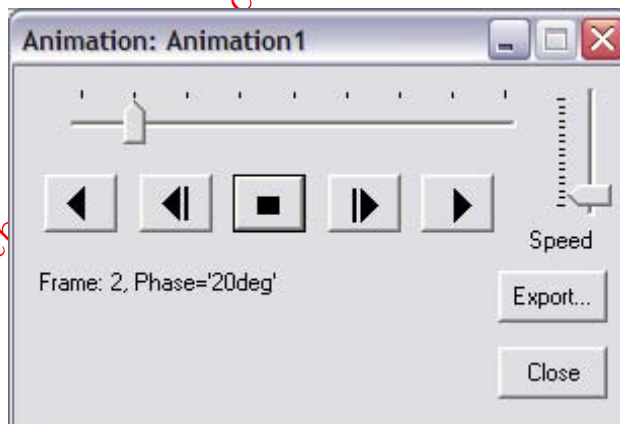 Animation: Animation1
Speed
Frame: 2, Phase='20deg'
Export...
Close